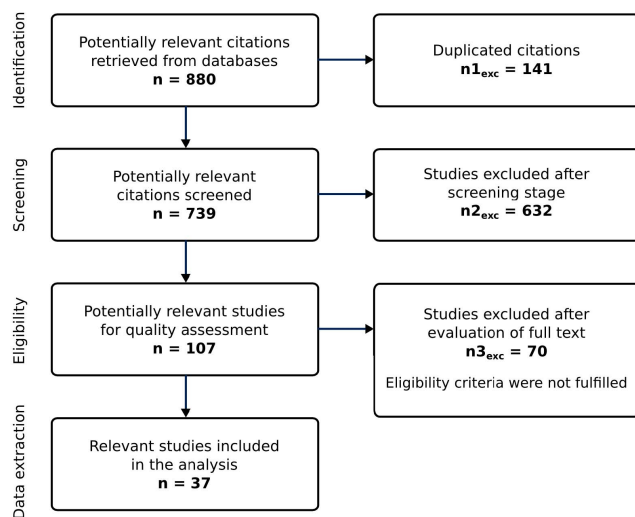 Identification
Potentially relevant citations
retrieved from databases
n = 880
Duplicated citations
n1exc = 141
Screening
Potentially relevant
citations screened
n = 739
Studies excluded after
screening stage
n2exc = 632
Eligibility
Potentially relevant studies
for quality assessment
n = 107
Studies excluded after
evaluation of full text
n3exc = 70
Eligibility criteria were not fulfilled
Data extraction
Relevant studies included
in the analysis
n = 37